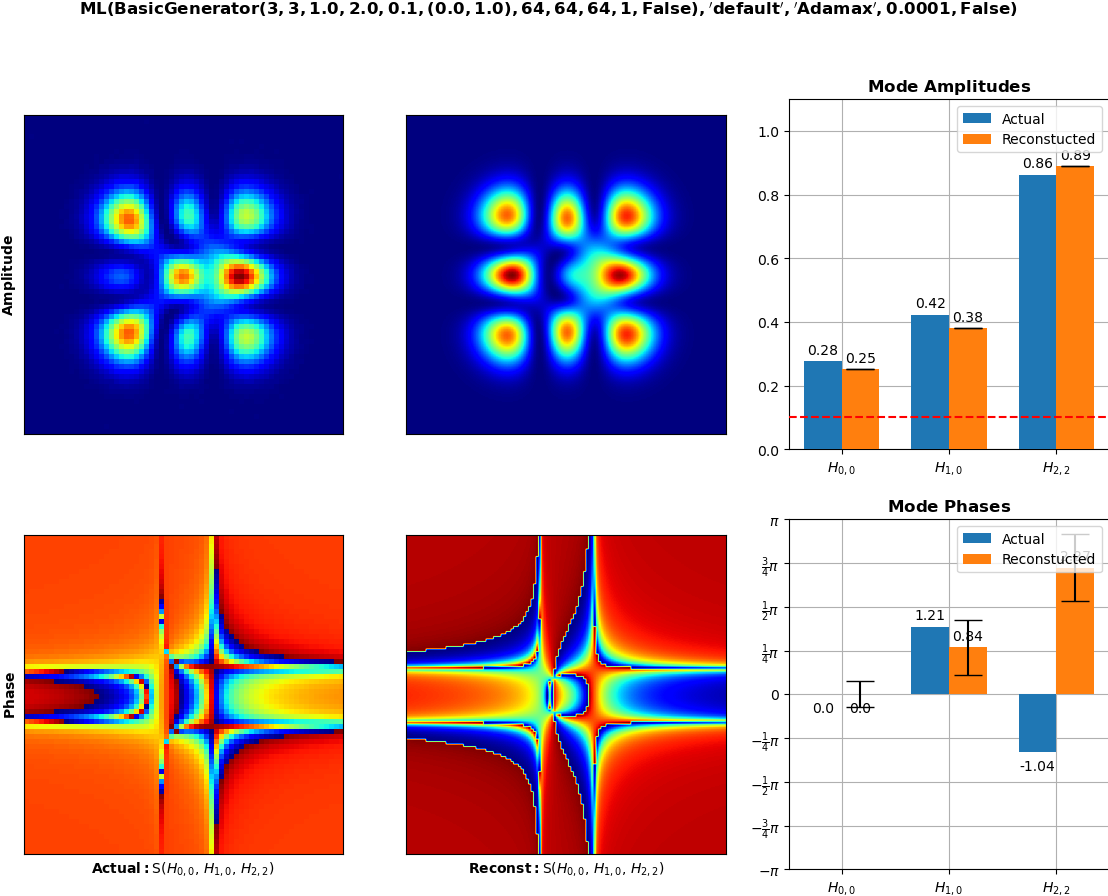 ML(BasicGenerator(3, 3, 1.0, 2.0, 0.1, (0.0, 1.0), 64, 64, 64, 1, False), ′default′, ′Adamax′, 0.0001, False)
Mode Amplitudes
Amplitude
Actual
Reconstucted
1.0
0.8
0.6
0.4
0.2
0.0
0.28
0.25
0.42
0.38
0.86
0.89
H0,0
H1,0
H2,2
Mode Phases
Phase
Actual
Reconstucted
π
3/4π
1/2π
1/4π
0
−1/4π
−1/2π
−3/4π
−π
0.0
0.0
1.21
0.84
-1.04
H0,0
H1,0
H2,2
Actual: S(H0,0, H1,0, H2,2)
Reconst: S(H0,0, H1,0, H2,2)